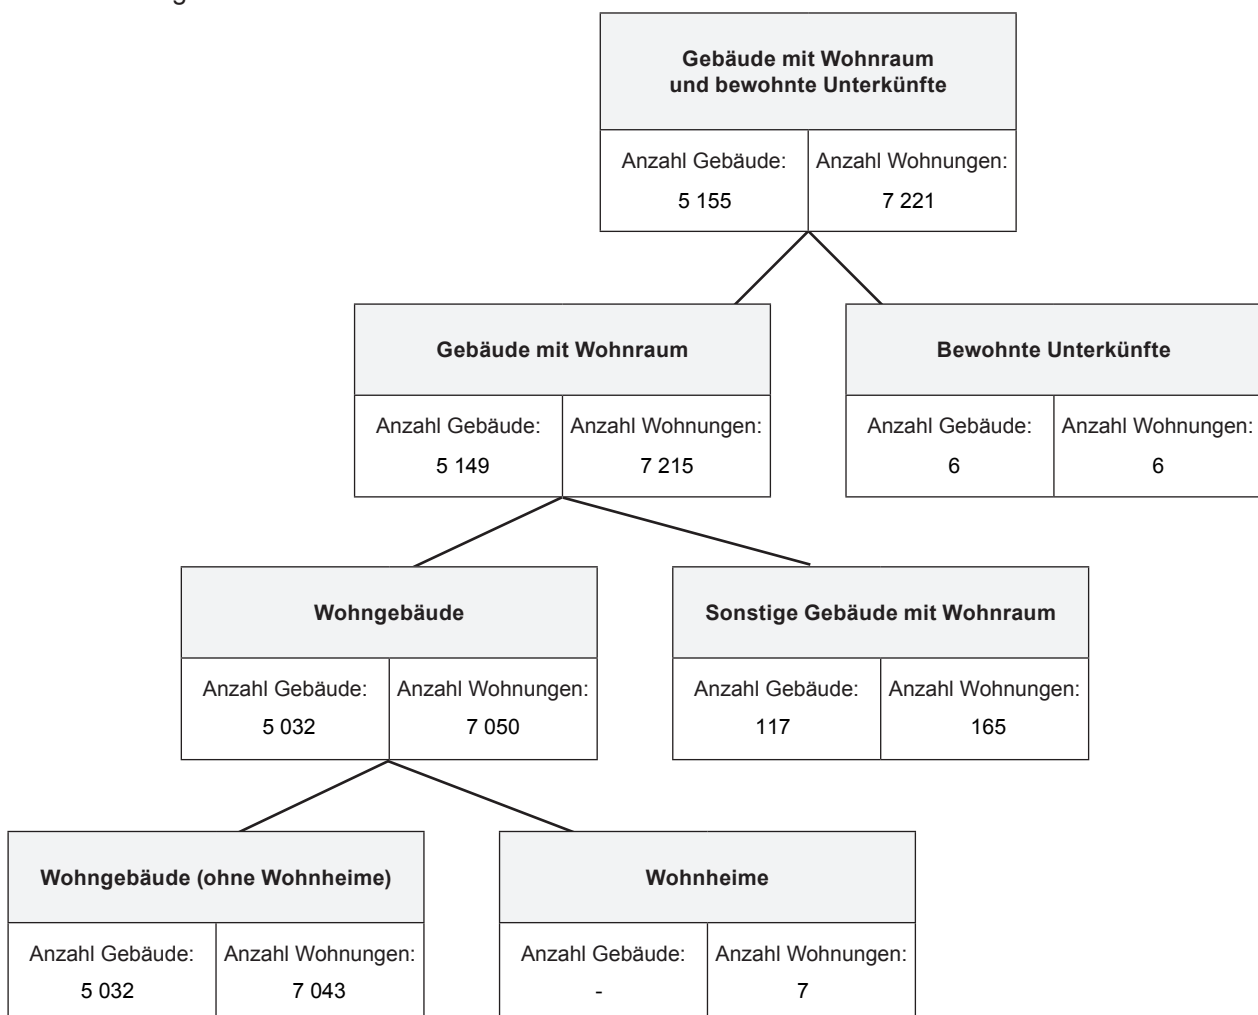 Gebäude mit Wohnraum
und bewohnte Unterkünfte
Anzahl Gebäude: Anzahl Wohnungen:
5 155 7 221
Gebäude mit Wohnraum Bewohnte Unterkünfte
Anzahl Gebäude: Anzahl Wohnungen: Anzahl Gebäude: Anzahl Wohnungen:
5 149 7 215 6 6
Wohngebäude Sonstige Gebäude mit Wohnraum
Anzahl Gebäude: Anzahl Wohnungen: Anzahl Gebäude: Anzahl Wohnungen:
5 032 7 050 117 165
Wohngebäude (ohne Wohnheime) Wohnheime
Anzahl Gebäude: Anzahl Wohnungen: Anzahl Gebäude: Anzahl Wohnungen:
5 032 7 043 - 7